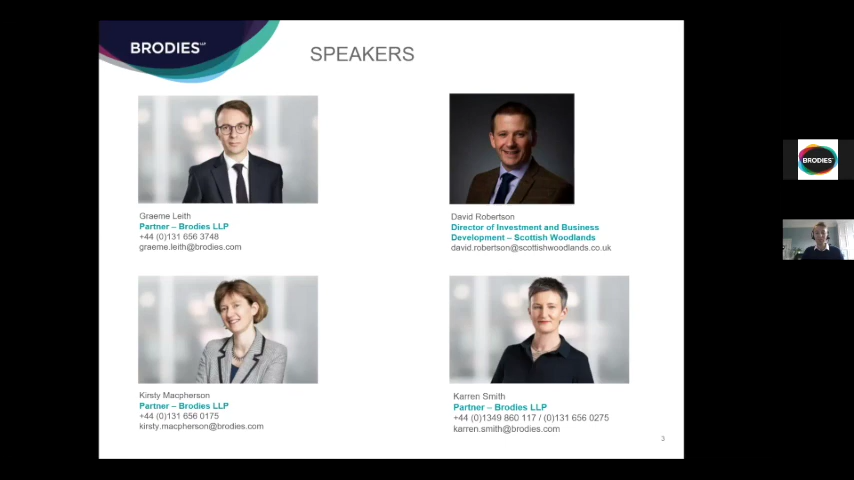 BRODIES LLP
SPEAKERS
Graeme Leith
Partner – Brodies LLP
+44 (0)131 656 3748
graeme.leith@brodies.com
David Robertson
Director of Investment and Business
Development – Scottish Woodlands
david.robertson@scottishwoodlands.co.uk
Kirsty Macpherson
Partner – Brodies LLP
+44 (0)131 656 0175
kirsty.macpherson@brodies.com
Karren Smith
Partner – Brodies LLP
+44 (0)1349 860 117 / (0)131 656 0275
karren.smith@brodies.com
3
BRODIES